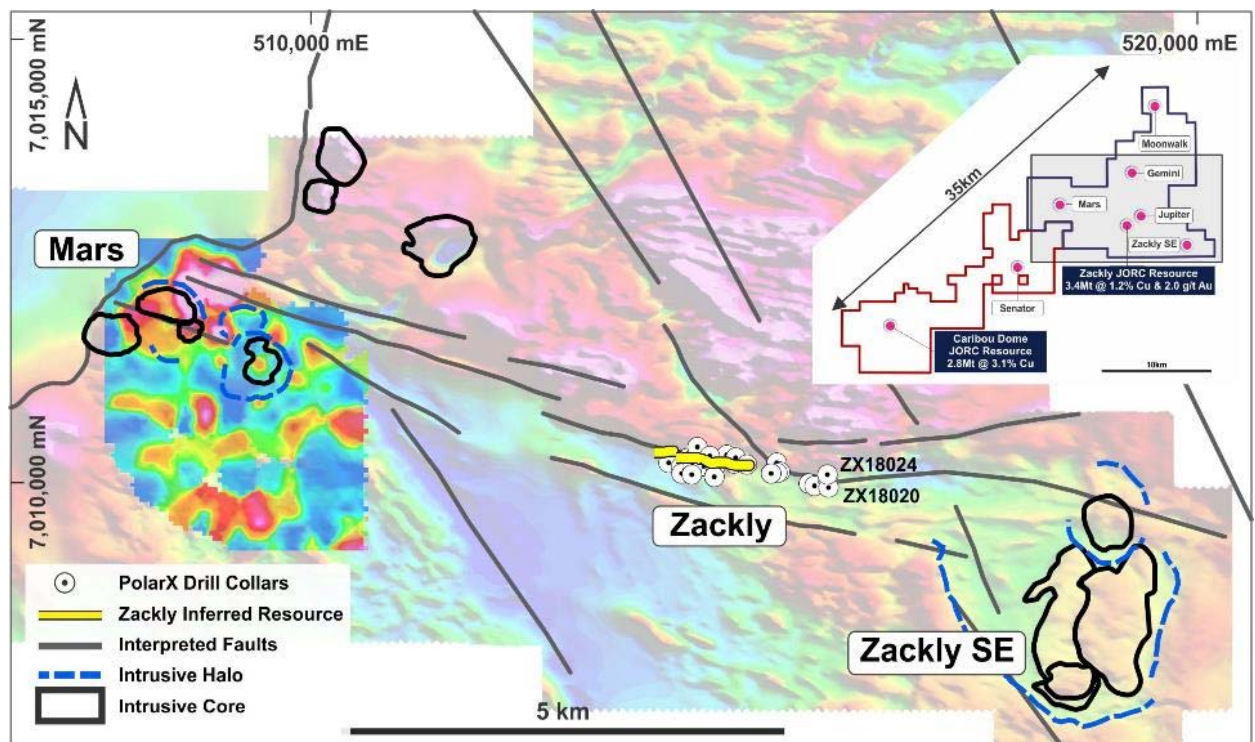 510,000 mE
520,000 mE
7,015,000 mN
N
35km
Moonwalk
Gemini
Mars
Jupiter
Zackly SE
Zackly JORC Resource
3.4Mt @ 1.2% Cu & 2.0 g/t Au
Senator
Caribou Dome
JORC Resource
2.8Mt @ 3.1% Cu
10km
Mars
7,010,000 mN
ZX18024
ZX18020
Zackly
Zackly SE
PolarX Drill Collars
Zackly Inferred Resource
Interpreted Faults
Intrusive Halo
Intrusive Core
5 km